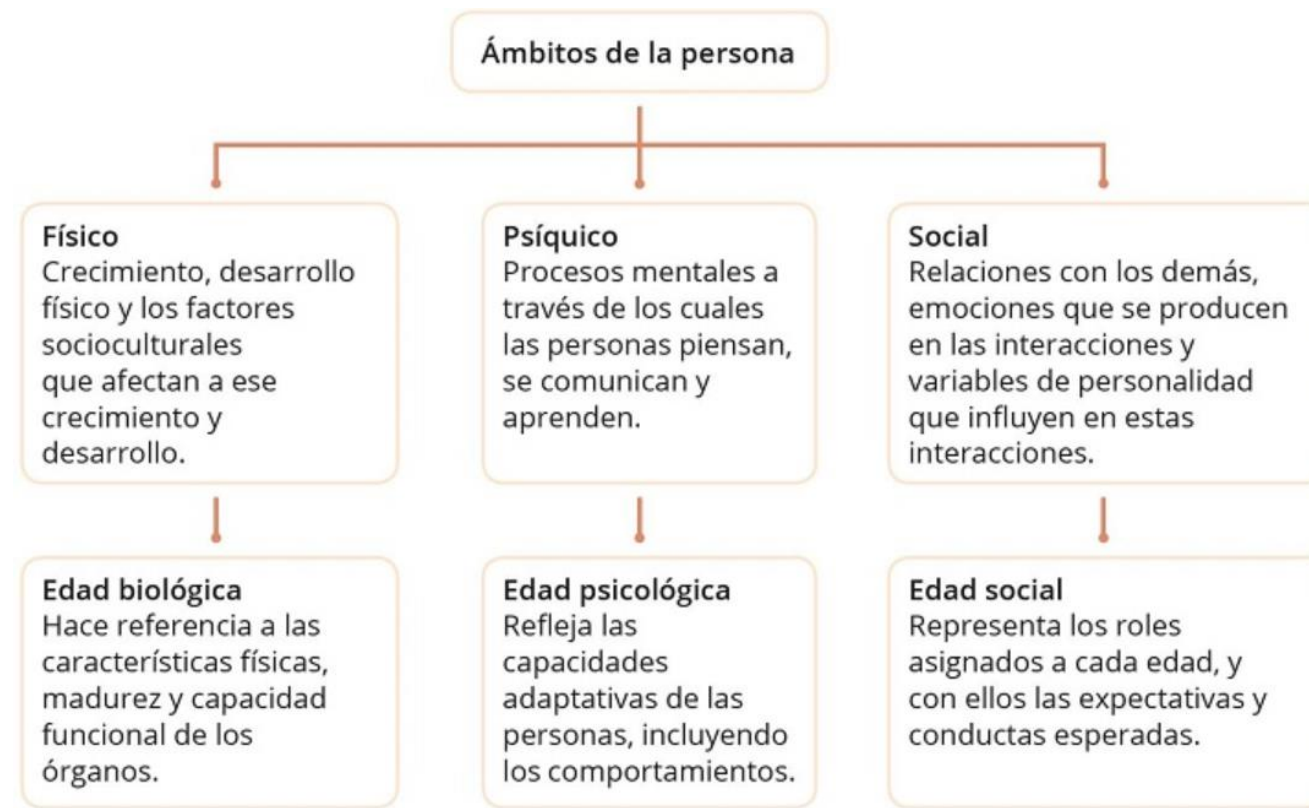 Ámbitos de la persona
Físico
Crecimiento, desarrollo
físico y los factores
socioculturales
que afectan a ese
crecimiento y
desarrollo.
Psíquico
Procesos mentales a
través de los cuales
las personas piensan,
se comunican y
aprenden.
Social
Relaciones con los demás,
emociones que se producen
en las interacciones y
variables de personalidad
que influyen en estas
interacciones.
Edad biológica
Hace referencia a las
características físicas,
madurez y capacidad
funcional de los
órganos.
Edad psicológica
Refleja las
capacidades
adaptativas de las
personas, incluyendo
los comportamientos.
Edad social
Representa los roles
asignados a cada edad, y
con ellos las expectativas y
conductas esperadas.